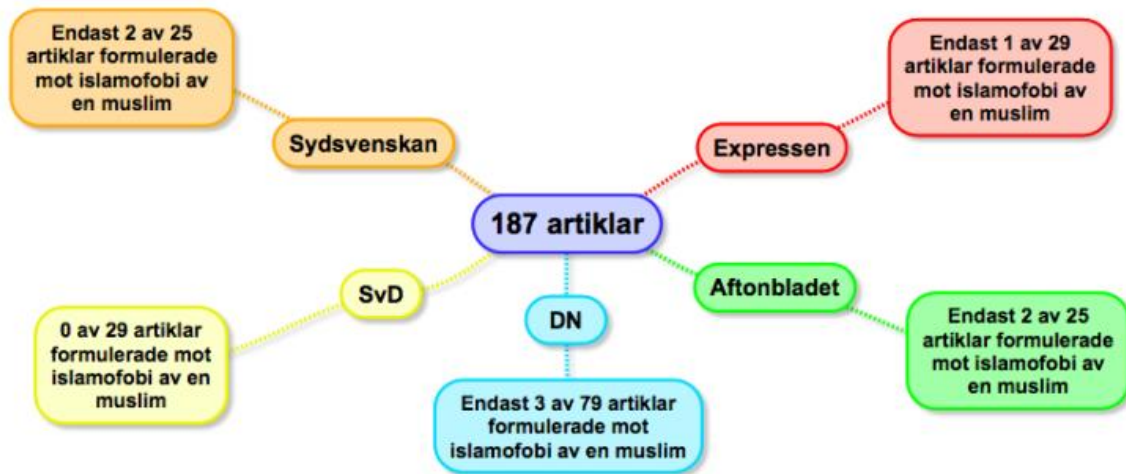 Endast 2 av 25
artiklar formulerade
mot islamofobi av
en muslim
Sydsvenskan
Endast 1 av 29
artiklar formulerade
mot islamofobi av
en muslim
Expressen
187 artiklar
SvD
0 av 29 artiklar
formulerade mot
islamofobi av en
muslim
DN
Endast 3 av 79 artiklar
formulerade mot
islamofobi av en muslim
Aftonbladet
Endast 2 av 25
artiklar formulerade
mot islamofobi av
en muslim